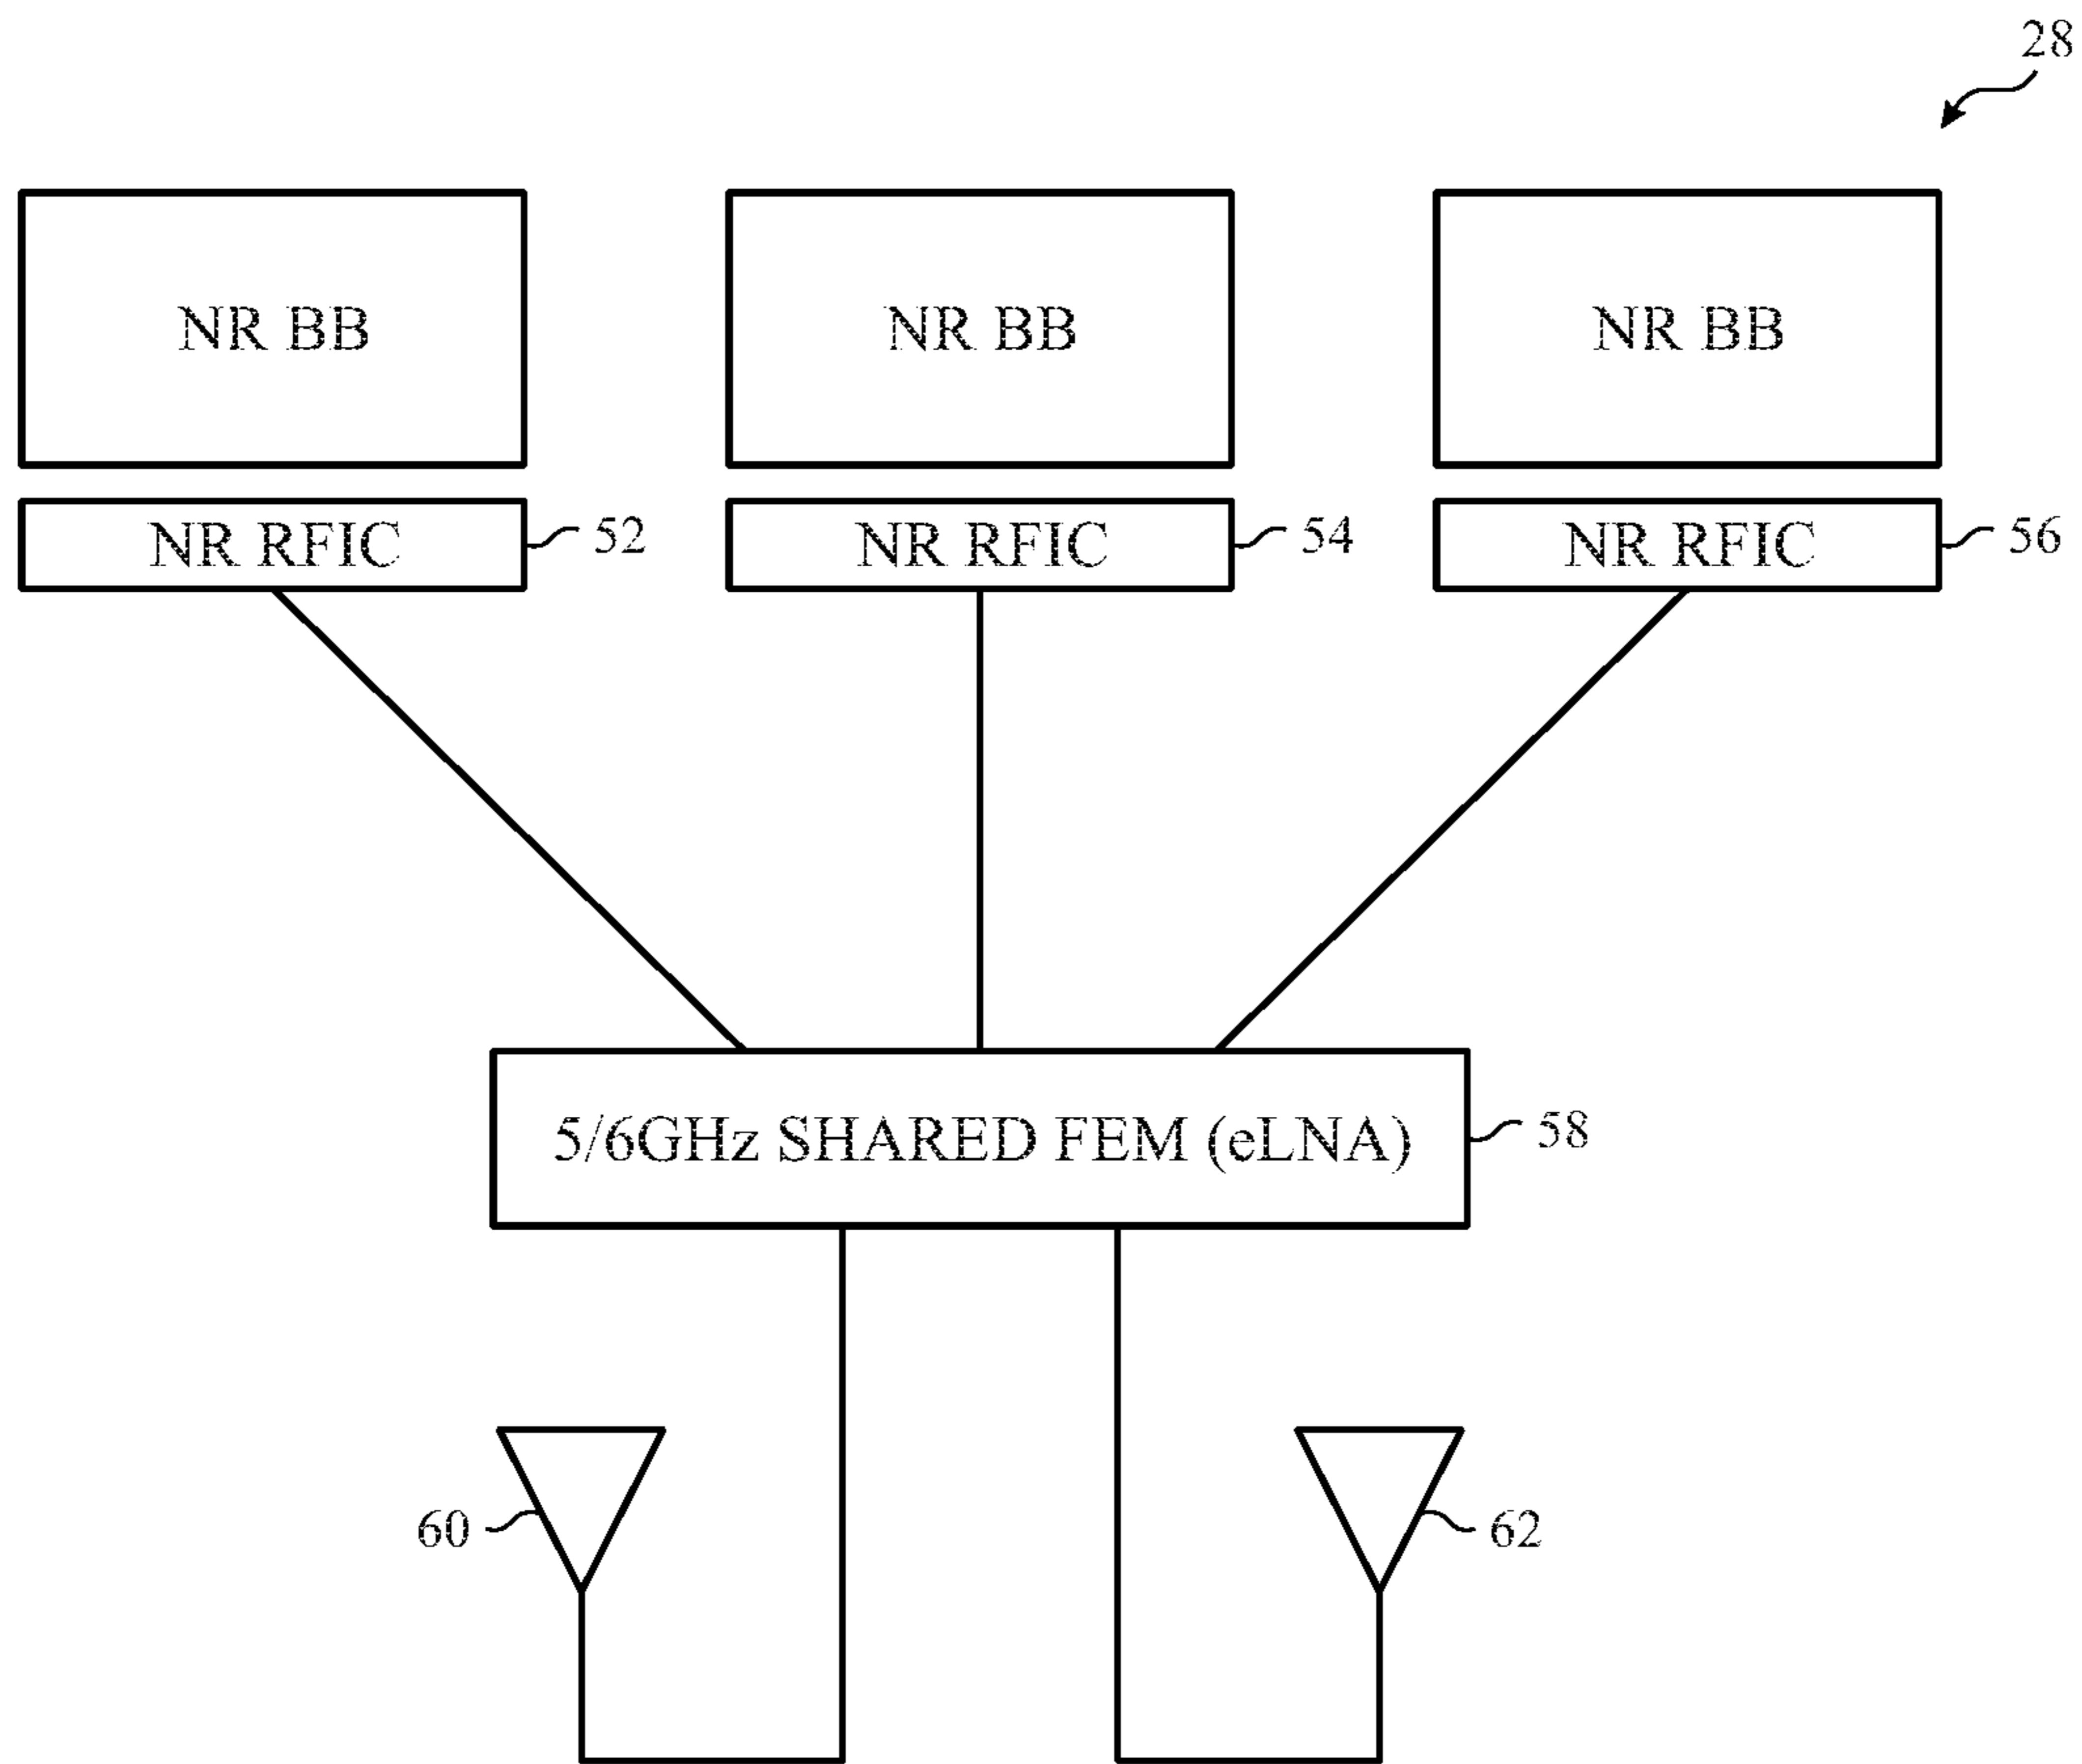 28
NR BB
NR BB
NR BB
NR RFIC
52
NR RFIC
54
NR RFIC
56
5/6GHz SHARED FEM (eLNA)
58
60
62